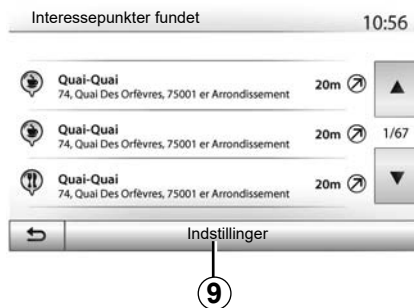 Interessepunkter fundet 10:56
Quai-Quai
74, Quai Des Orfèvres, 75001 er Arrondissement 20m
Quai-Quai
74, Quai Des Orfèvres, 75001 er Arrondissement 20m 1/67
Quai-Quai
74, Quai Des Orfèvres, 75001 er Arrondissement 20m
Indstillinger
9